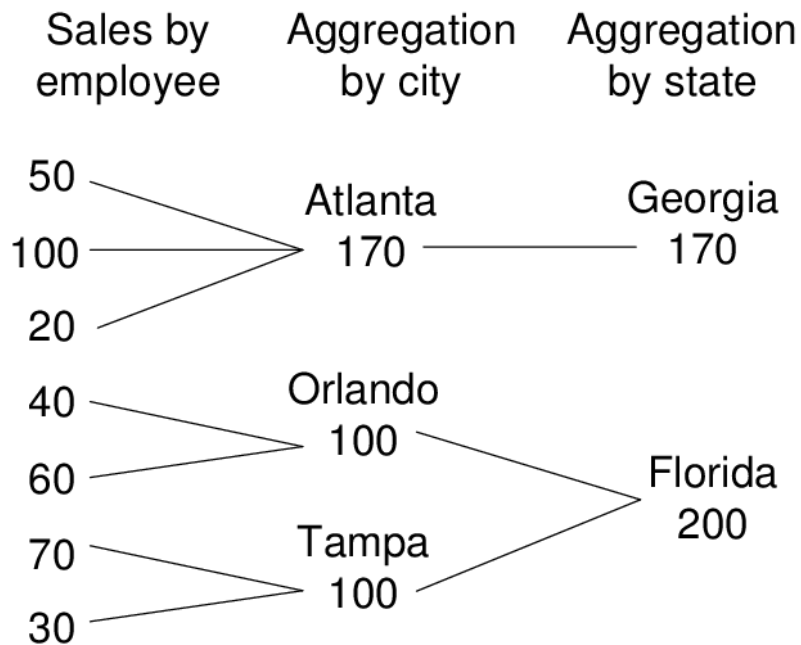 Sales by
employee
Aggregation
by city
Aggregation
by state
50
100
20
40
60
70
30
Atlanta
170
Orlando
100
Tampa
100
Georgia
170
Florida
200